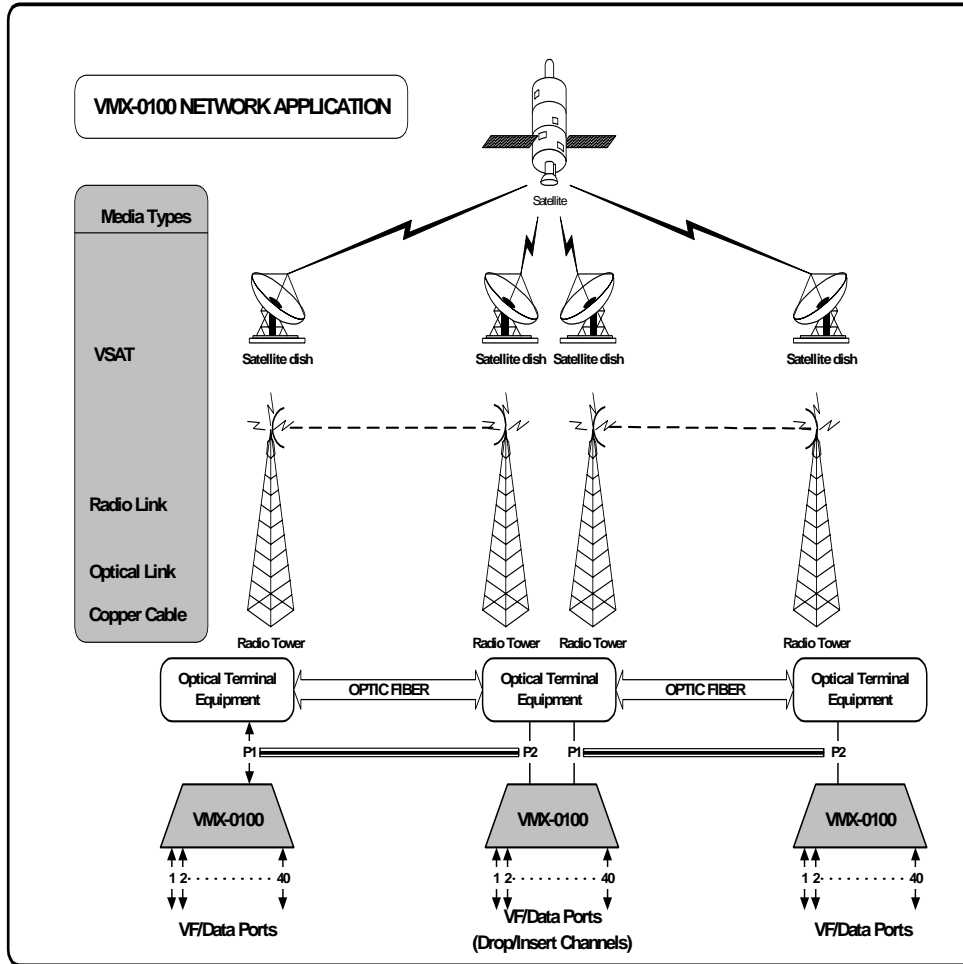 VMX-0100 NETWORK APPLICATION
Satellite
Media Types
VSAT
Satellite dish Satellite dish Satellite dish Satellite dish
Radio Link
Optical Link
Copper Cable
Radio Tower Radio Tower Radio Tower Radio Tower
Optical Terminal Equipment
OPTIC FIBER
Optical Terminal Equipment
OPTIC FIBER
Optical Terminal Equipment
P1 P2 P1 P2
VMX-0100 VMX-0100 VMX-0100
1 2 . . . . . . . . . 40 1 2 . . . . . . . . . 40 1 2 . . . . . . . . . 40
VF/Data Ports
VF/Data Ports
(Drop/Insert Channels)
VF/Data Ports